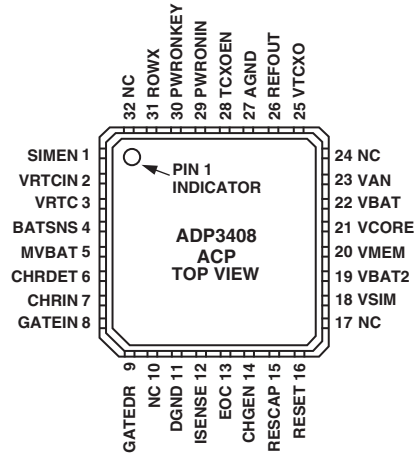 32 NC
31 ROWX
30 PWRONKEY
29 PWRONIN
28 TCXOEN
27 AGND
26 REFOUT
25 VTCXO
SIMEN 1
VRTCIN 2
VRTC 3
BATSNS 4
MVBAT 5
CHRDET 6
CHRIN 7
GATEIN 8
PIN 1
INDICATOR
ADP3408
ACP
TOP VIEW
24 NC
23 VAN
22 VBAT
21 VCORE
20 VMEM
19 VBAT2
18 VSIM
17 NC
GATEDR 9
NC 10
DGND 11
ISENSE 12
EOC 13
CHGEN 14
RESCAP 15
RESET 16